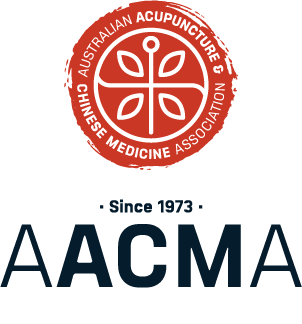 AUSTRALIAN ACUPUNCTURE &
CHINESE MEDICINE ASSOCIATION
· Since 1973 ·
AACMA